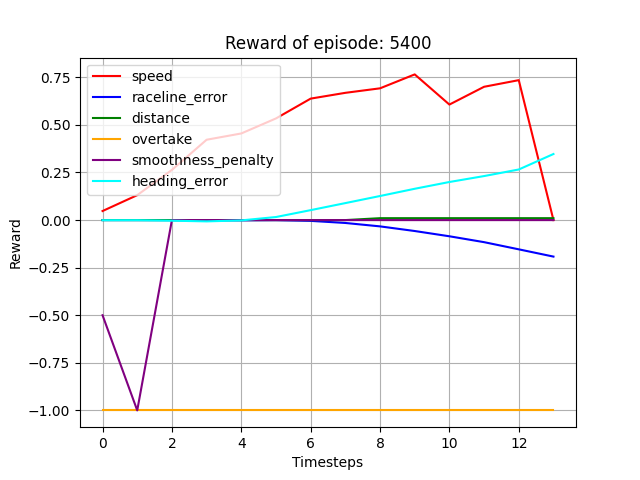 Reward of episode: 5400
speed
raceline_error
distance
overtake
smoothness_penalty
heading_error
0.75
0.50
0.25
0.00
−0.25
−0.50
−0.75
−1.00
Reward
0 2 4 6 8 10 12
Timesteps